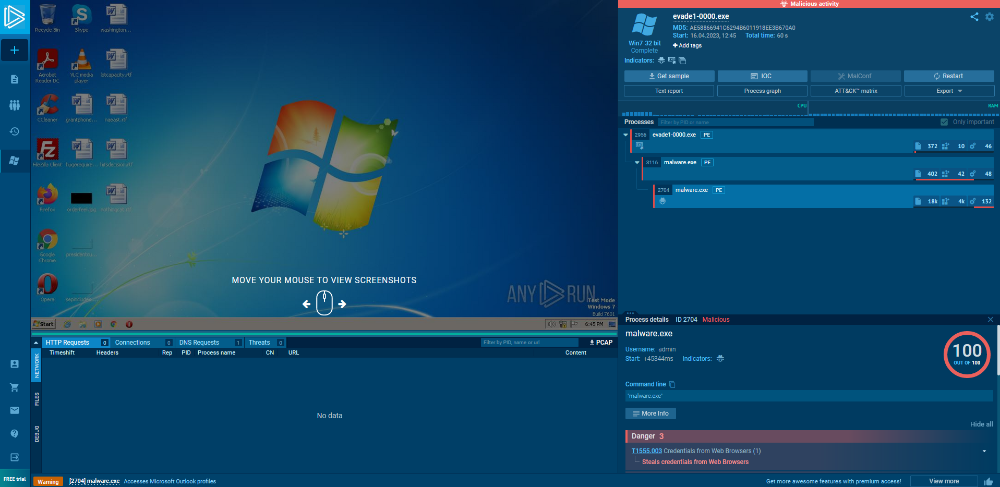 Malicious activity
Recycle Bin
Skype
washington...
Acrobat Reader DC
VLC media player
lotcapacity.rtf
CCleaner
grantphone...
naeast.rtf
FileZilla Client
hugerequire...
hitsdecision.rtf
Firefox
orderfeel.jpg
nothingcat.rtf
Google Chrome
presidentcu...
Opera
sepincludes...
MOVE YOUR MOUSE TO VIEW SCREENSHOTS
ANY RUN
Test Mode
Windows 7
Build 7601
Start
6:45 PM
evade1-0000.exe
MD5: AE58866941C6294B6011918EE3B670A0
Start: 16.04.2023, 12:45 Total time: 60 s
Add tags
Win7 32 bit
Complete
Indicators:
Get sample
IOC
MalConf
Restart
Text report
Process graph
ATT&CK™ matrix
Export
CPU
RAM
Processes
Filter by PID or name
Only important
2956 evade1-0000.exe PE
372 10 46
3116 malware.exe PE
402 42 48
2704 malware.exe PE
18k 4k 132
HTTP Requests 0
Connections 0
DNS Requests 1
Threats 0
Filter by PID, name or url
PCAP
Timeshift Headers Rep PID Process name CN URL Content
NETWORK
FILES
DEBUG
No data
Process details ID 2704 Malicious
malware.exe
Username: admin
Start: +45344ms Indicators:
100
OUT OF 100
Command line
"malware.exe"
More Info
Hide all
Danger 3
T1555.003 Credentials from Web Browsers (1)
Steals credentials from Web Browsers
FREE trial
Warning
[2704] malware.exe Accesses Microsoft Outlook profiles
Get more awesome features with premium access!
View more